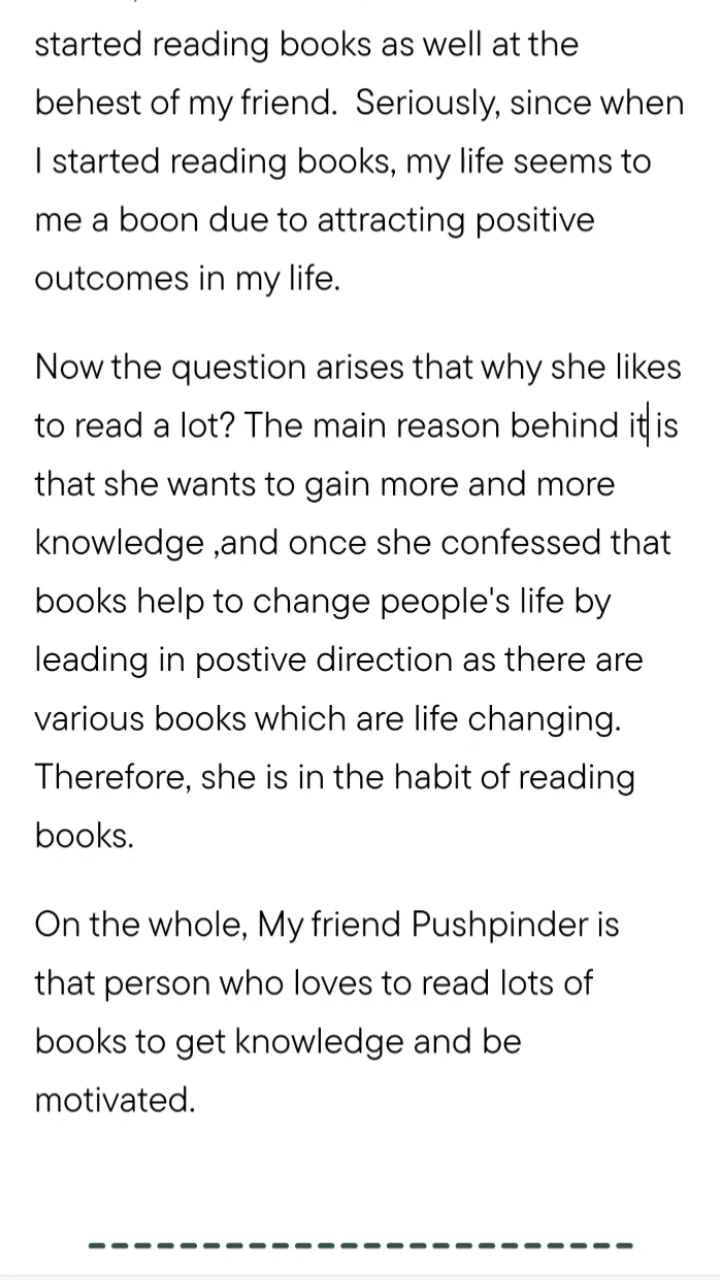 started reading books as well at the
behest of my friend.  Seriously, since when
I started reading books, my life seems to
me a boon due to attracting positive
outcomes in my life.
Now the question arises that why she likes
to read a lot? The main reason behind it is
that she wants to gain more and more
knowledge ,and once she confessed that
books help to change people's life by
leading in postive direction as there are
various books which are life changing.
Therefore, she is in the habit of reading
books.
On the whole, My friend Pushpinder is
that person who loves to read lots of
books to get knowledge and be
motivated.